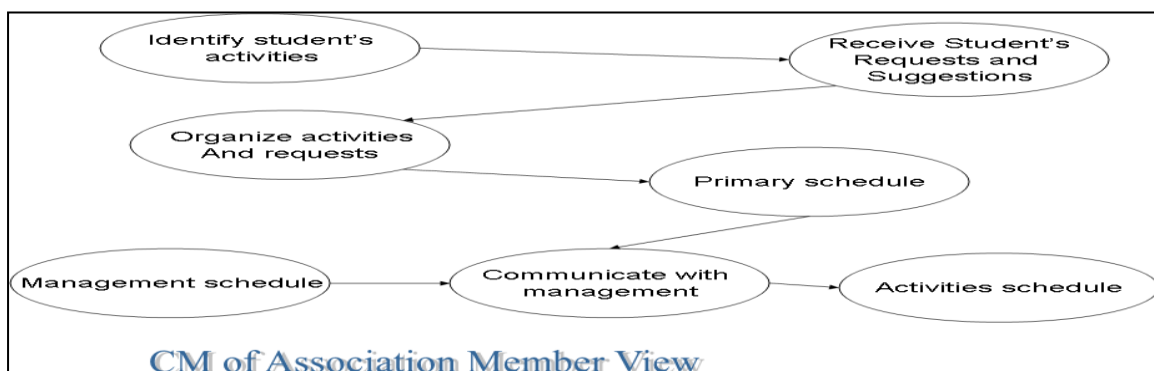 Identify student's
activities
Receive Student's
Requests and
Suggestions
Organize activities
And requests
Primary schedule
Management schedule
Communicate with
management
Activities schedule
CM of Association Member View